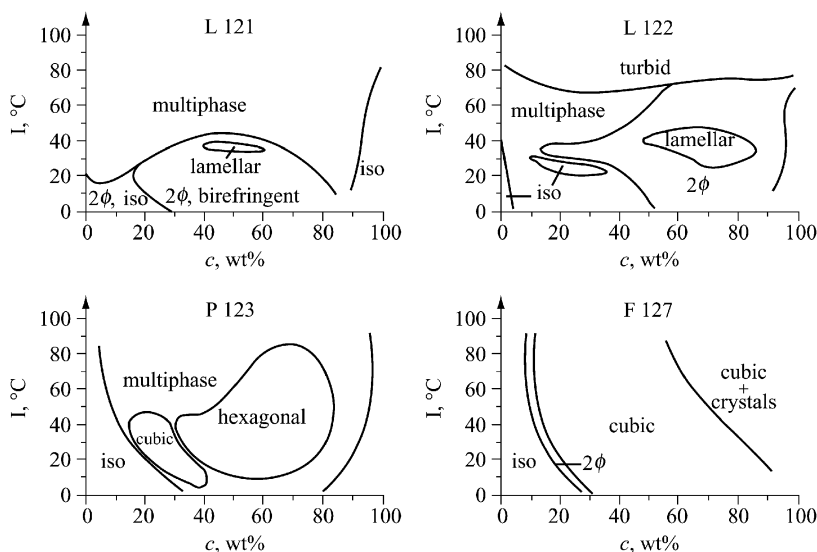 L 121
I, °C
100
80
60
40
20
0
multiphase
lamellar
2ϕ, iso
2ϕ, birefringent
iso
0 20 40 60 80 100
c, wt%
L 122
I, °C
100
80
60
40
20
0
turbid
multiphase
lamellar
iso
2ϕ
0 20 40 60 80 100
c, wt%
P 123
I, °C
100
80
60
40
20
0
multiphase
hexagonal
cubic
iso
0 20 40 60 80 100
c, wt%
F 127
I, °C
100
80
60
40
20
0
cubic
+
crystals
cubic
iso
2ϕ
0 20 40 60 80 100
c, wt%